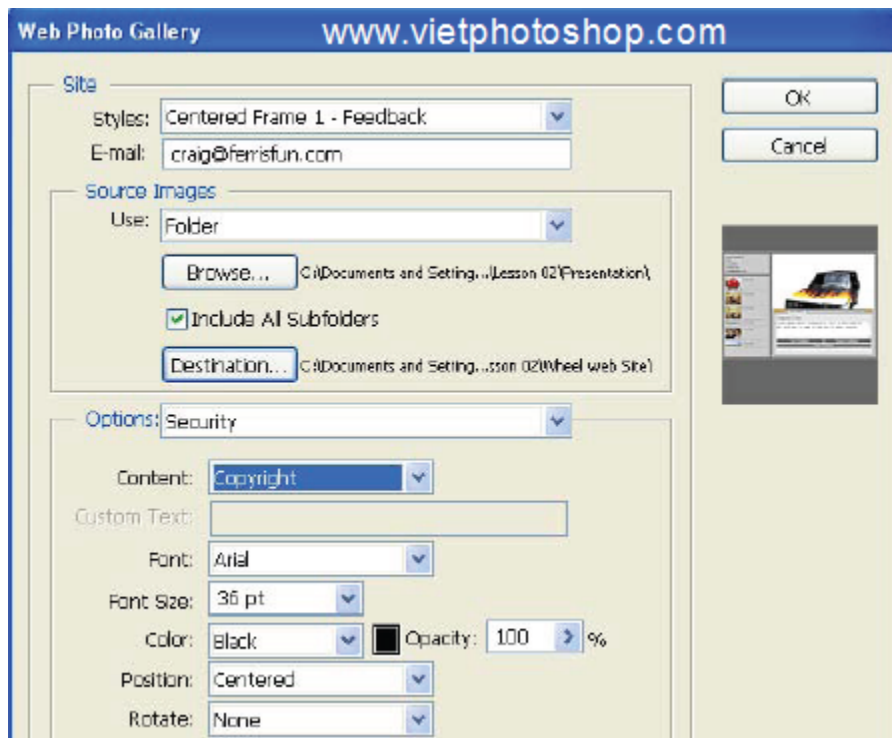 Web Photo Gallery www.vietphotoshop.com
Site
Styles: Centered Frame 1 - Feedback
E-mail: craig@ferrisfun.com
Source Images
Use: Folder
Browse... C:\Documents and Setting...\Lesson 02\Presentation\
Include All Subfolders
Destination... C:\Documents and Setting...sson 02\Wheel web Site\
Options: Security
Content: Copyright
Custom Text:
Font: Arial
Font Size: 36 pt
Color: Black Opacity: 100 %
Position: Centered
Rotate: None
OK
Cancel